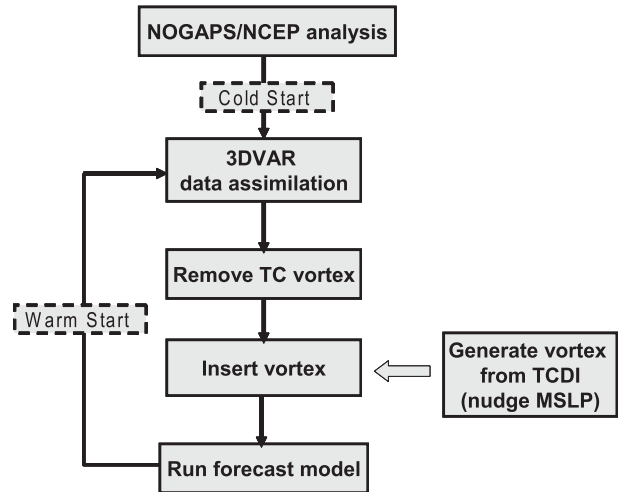 NOGAPS/NCEP analysis
Cold Start
3DVAR
data assimilation
Remove TC vortex
Warm Start
Insert vortex
Generate vortex
from TCDI
(nudge MSLP)
Run forecast model